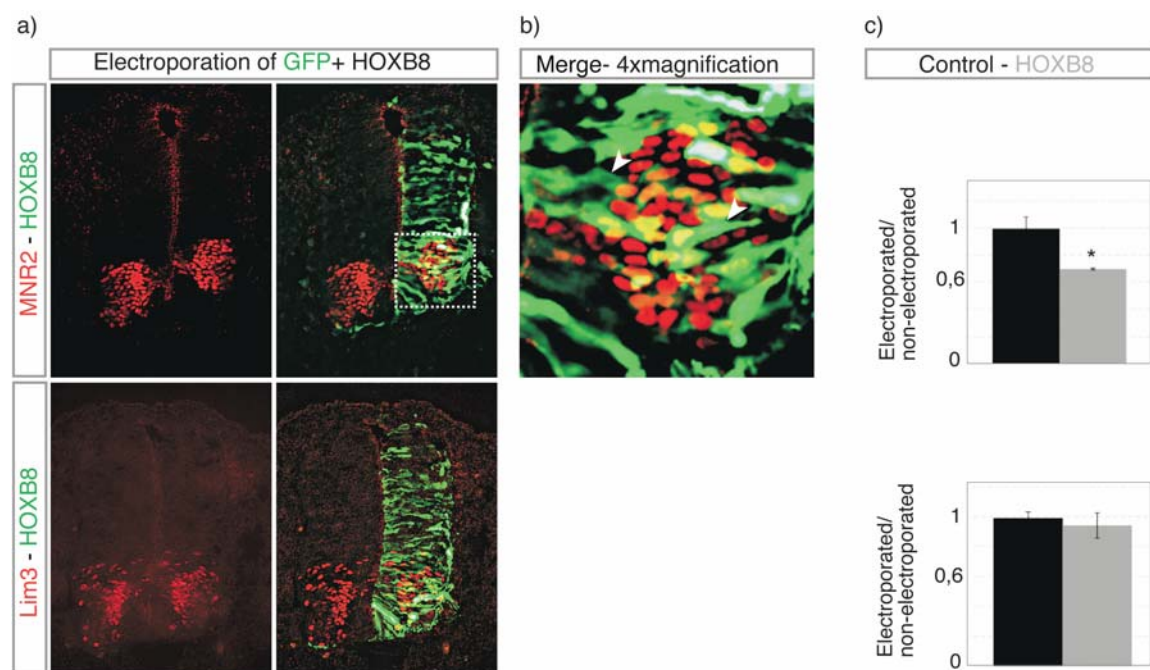 a)
Electroporation of GFP+ HOXB8
MNR2 - HOXB8
Lim3 - HOXB8
b)
Merge- 4xmagnification
c)
Control - HOXB8
Electroporated/
non-electroporated
1
0,6
0
*
Electroporated/
non-electroporated
1
0,6
0